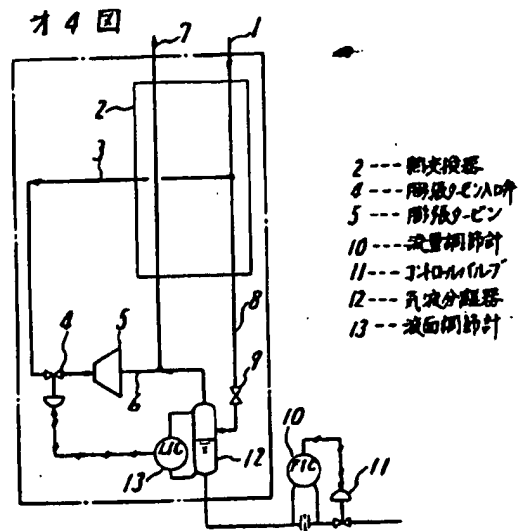 才4図
7
1
2
3
8
4
5
6
9
LIC
13
12
10
FIC
11
2---熱交換器
4---膨張タービン入口弁
5---膨張タービン
10---流量調節計
11---コントロールバルブ
12---気液分離器
13---液面調節計